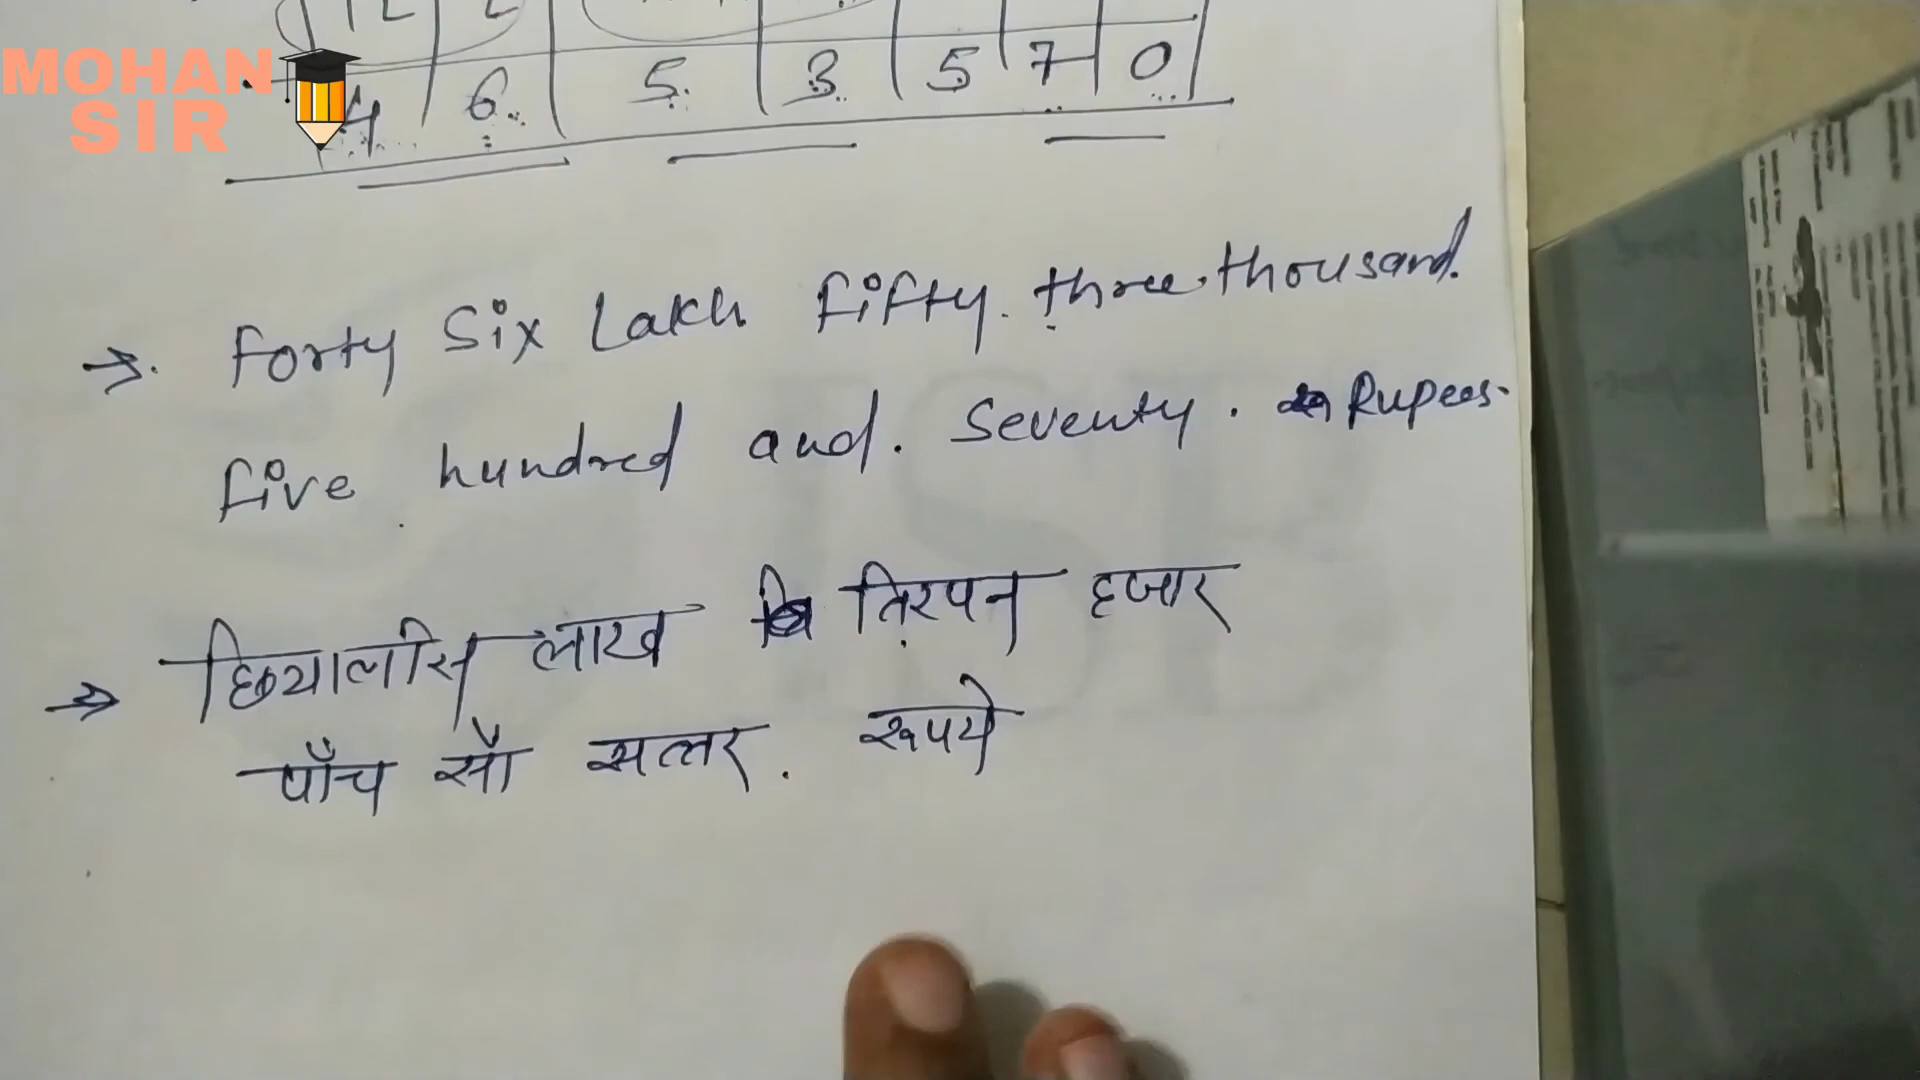 MOHAN
SIR
4 6 5 3 5 7 0
→ Forty Six Lakh fifty three thousand
five hundred and seventy Rupees
→ छियालीस लाख तिरपन हजार
पाँच सौ सत्तर रूपये